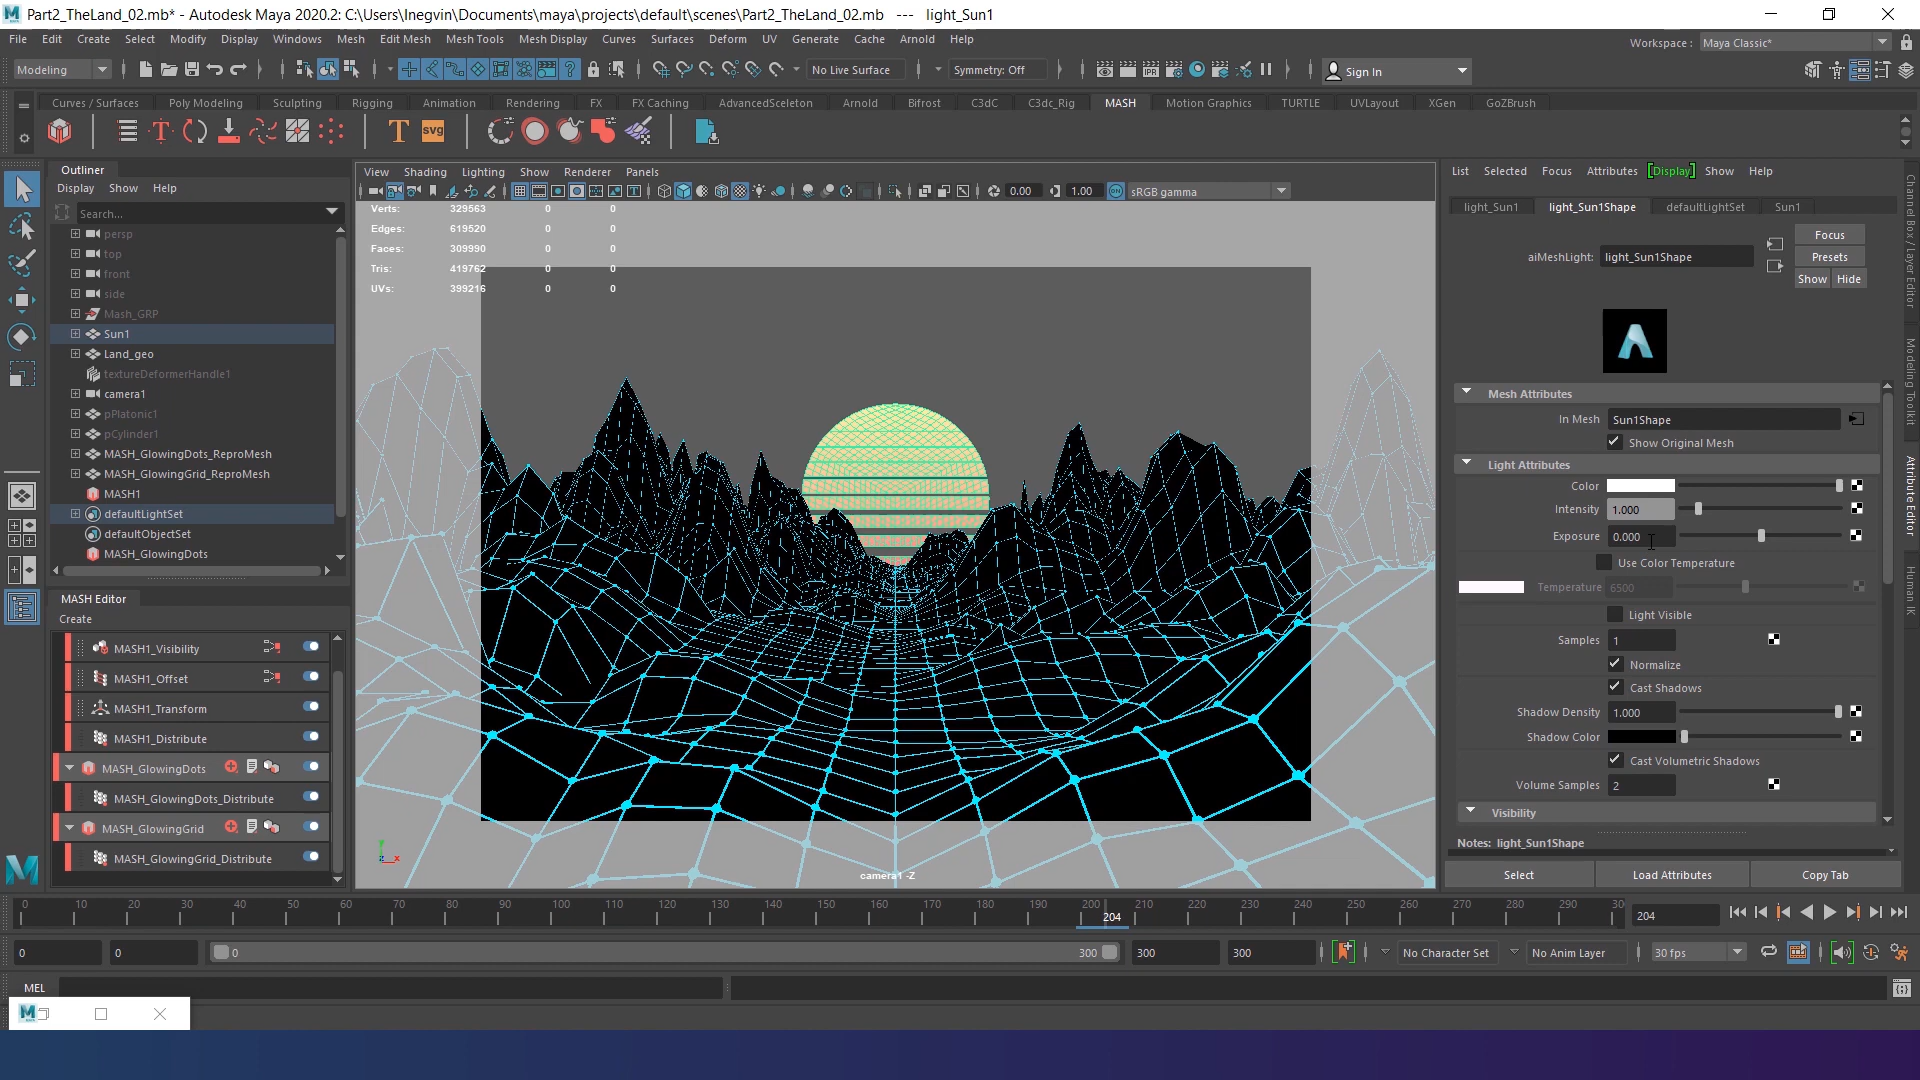 Part2_TheLand_02.mb* - Autodesk Maya 2020.2: C:\Users\Inegvin\Documents\maya\projects\default\scenes\Part2_TheLand_02.mb --- light_Sun1
File Edit Create Select Modify Display Windows Mesh Edit Mesh Mesh Tools Mesh Display Curves Surfaces Deform UV Generate Cache Arnold Help
Workspace : Maya Classic*
Modeling No Live Surface Symmetry: Off Sign In
Curves / Surfaces Poly Modeling Sculpting Rigging Animation Rendering FX FX Caching AdvancedSkeleton Arnold Bifrost C3dC C3dc_Rig MASH Motion Graphics TURTLE UVLayout XGen GoZBrush
Outliner
Display Show Help
Search...
persp
top
front
side
Mash_GRP
Sun1
Land_geo
textureDeformerHandle1
camera1
pPlatonic1
pCylinder1
MASH_GlowingDots_ReproMesh
MASH_GlowingGrid_ReproMesh
MASH1
defaultLightSet
defaultObjectSet
MASH_GlowingDots
MASH Editor
Create
MASH1_Visibility
MASH1_Offset
MASH1_Transform
MASH1_Distribute
MASH_GlowingDots
MASH_GlowingDots_Distribute
MASH_GlowingGrid
MASH_GlowingGrid_Distribute
View Shading Lighting Show Renderer Panels
0.00 1.00 sRGB gamma
Verts: 329563 0 0
Edges: 619520 0 0
Faces: 309990 0 0
Tris: 419762 0 0
UVs: 399216 0 0
camera1 -Z
List Selected Focus Attributes [Display] Show Help
light_Sun1 light_Sun1Shape defaultLightSet Sun1
Focus
aiMeshLight: light_Sun1Shape Presets
Show Hide
Mesh Attributes
In Mesh Sun1Shape
Show Original Mesh
Light Attributes
Color
Intensity 1.000
Exposure 0.000
Use Color Temperature
Temperature 6500
Light Visible
Samples 1
Normalize
Cast Shadows
Shadow Density 1.000
Shadow Color
Cast Volumetric Shadows
Volume Samples 2
Visibility
Notes: light_Sun1Shape
Select Load Attributes Copy Tab
Channel Box / Layer Editor
Modeling Toolkit
Attribute Editor
Human IK
0 10 20 30 40 50 60 70 80 90 100 110 120 130 140 150 160 170 180 190 200 210 220 230 240 250 260 270 280 290 30
204 204
0 0 0 300 300 300 No Character Set No Anim Layer 30 fps
MEL